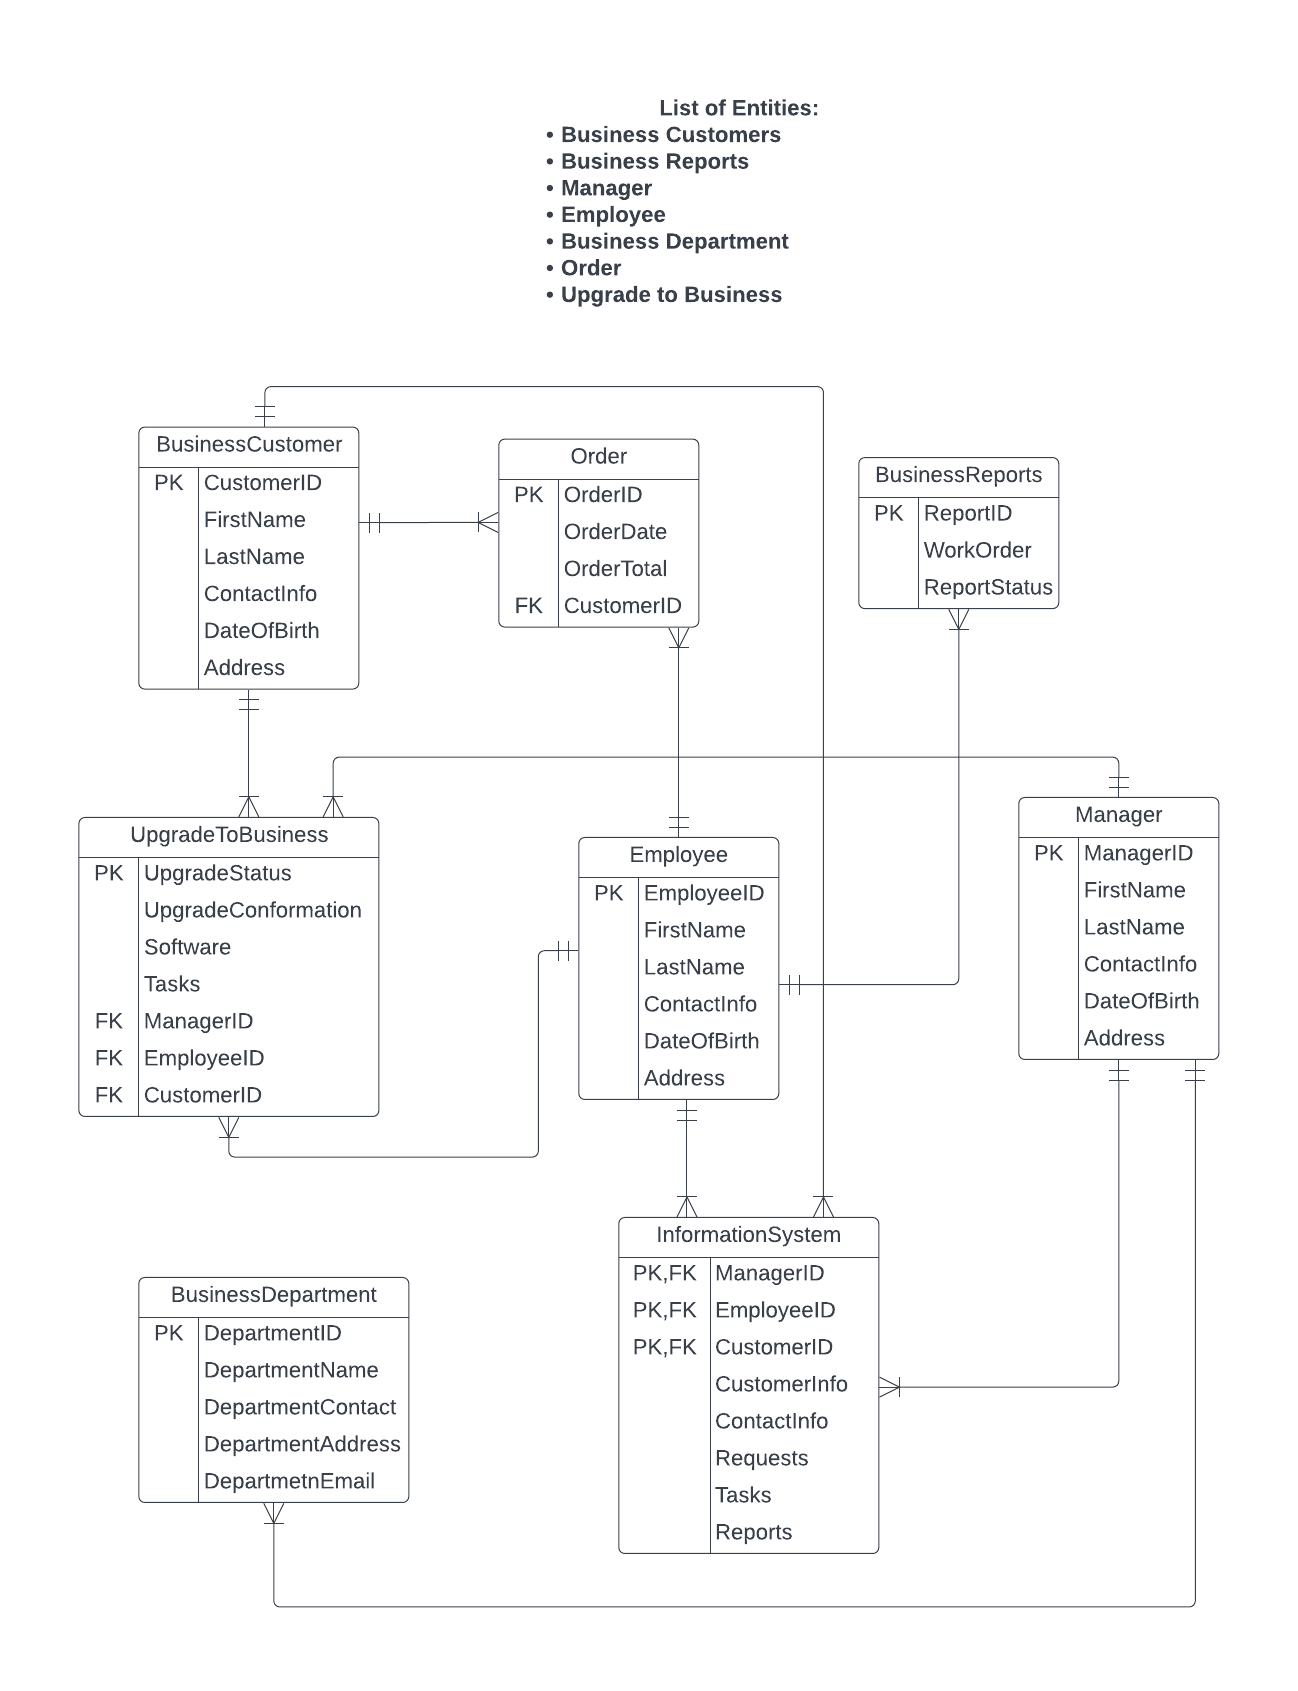 List of Entities:
• Business Customers
• Business Reports
• Manager
• Employee
• Business Department
• Order
• Upgrade to Business
BusinessCustomer
PK CustomerID
FirstName
LastName
ContactInfo
DateOfBirth
Address
Order
PK OrderID
OrderDate
OrderTotal
FK CustomerID
BusinessReports
PK ReportID
WorkOrder
ReportStatus
UpgradeToBusiness
PK UpgradeStatus
UpgradeConformation
Software
Tasks
FK ManagerID
FK EmployeeID
FK CustomerID
Employee
PK EmployeeID
FirstName
LastName
ContactInfo
DateOfBirth
Address
Manager
PK ManagerID
FirstName
LastName
ContactInfo
DateOfBirth
Address
BusinessDepartment
PK DepartmentID
DepartmentName
DepartmentContact
DepartmentAddress
DepartmetnEmail
InformationSystem
PK,FK ManagerID
PK,FK EmployeeID
PK,FK CustomerID
CustomerInfo
ContactInfo
Requests
Tasks
Reports